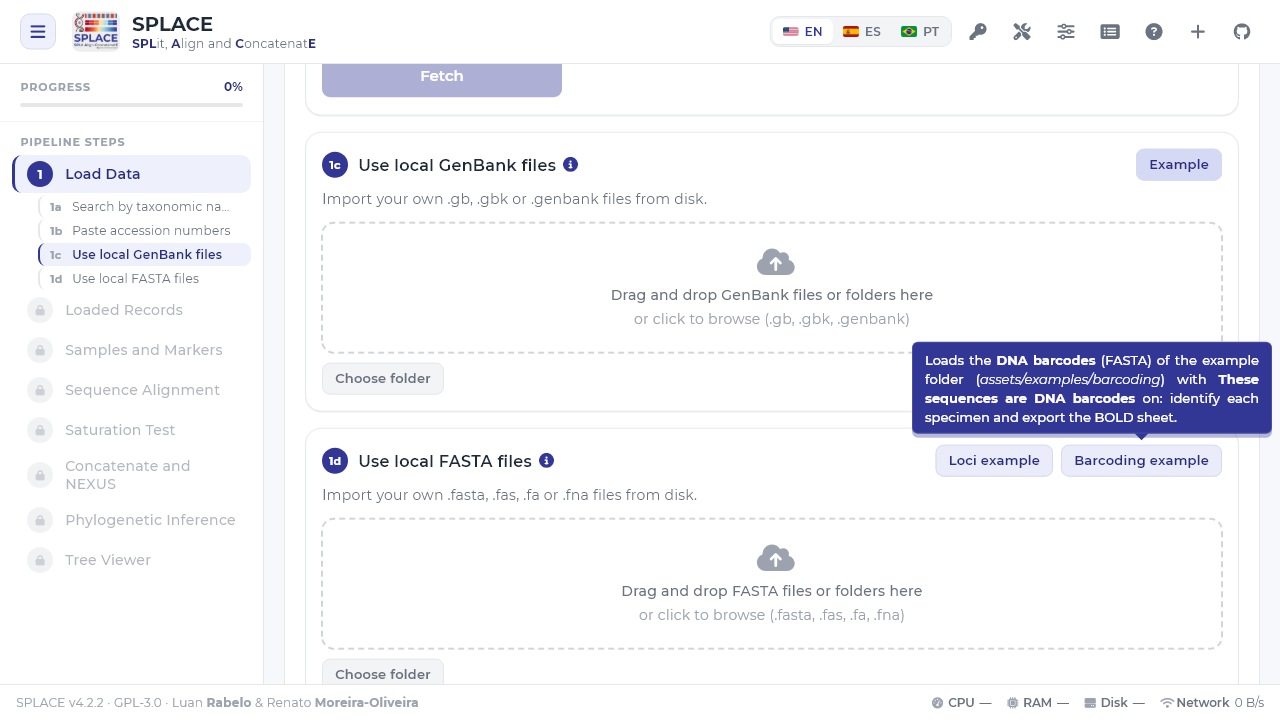 SPLACE
SPLit, Align and ConcatenatE
EN
ES
PT
PROGRESS
0%
PIPELINE STEPS
1
Load Data
1a
Search by taxonomic na...
1b
Paste accession numbers
1c
Use local GenBank files
1d
Use local FASTA files
Loaded Records
Samples and Markers
Sequence Alignment
Saturation Test
Concatenate and
NEXUS
Phylogenetic Inference
Tree Viewer
Fetch
1c
Use local GenBank files
Example
Import your own .gb, .gbk or .genbank files from disk.
Drag and drop GenBank files or folders here
or click to browse (.gb, .gbk, .genbank)
Choose folder
Loads the DNA barcodes (FASTA) of the example
folder (assets/examples/barcoding) with These
sequences are DNA barcodes on: identify each
specimen and export the BOLD sheet.
1d
Use local FASTA files
Loci example
Barcoding example
Import your own .fasta, .fas, .fa or .fna files from disk.
Drag and drop FASTA files or folders here
or click to browse (.fasta, .fas, .fa, .fna)
Choose folder
SPLACE v4.2.2 · GPL-3.0 · Luan Rabelo & Renato Moreira-Oliveira
CPU —
RAM —
Disk —
Network 0 B/s